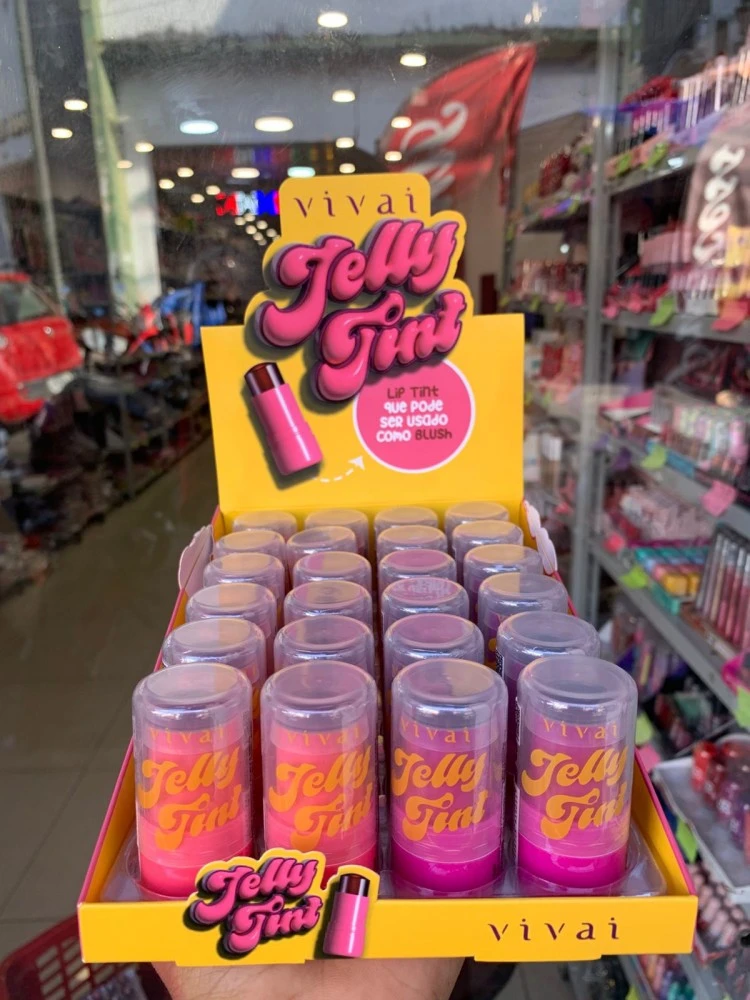 vivai
Jelly
Tint
Lip Tint
que pode
ser usado
como Blush
vivai
Jelly
Tint
vivai
Jelly
Tint
vivai
Jelly
Tint
vivai
Jelly
Tint
Jelly
Tint
vivai